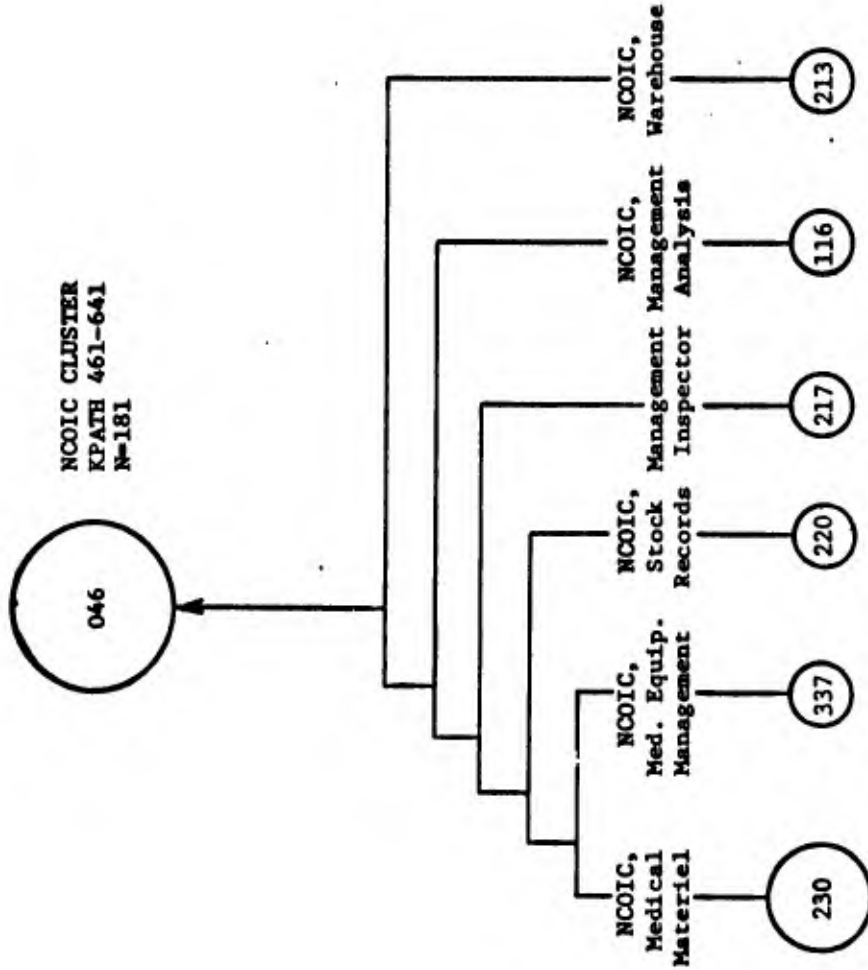 NCOIC CLUSTER
KPATH 461-641
N=181
046
NCOIC,
Medical
Materiel
230
NCOIC,
Med. Equip.
Management
337
NCOIC,
Stock
Records
220
Management
Inspector
217
NCOIC,
Management
Analysis
116
NCOIC,
Warehouse
213